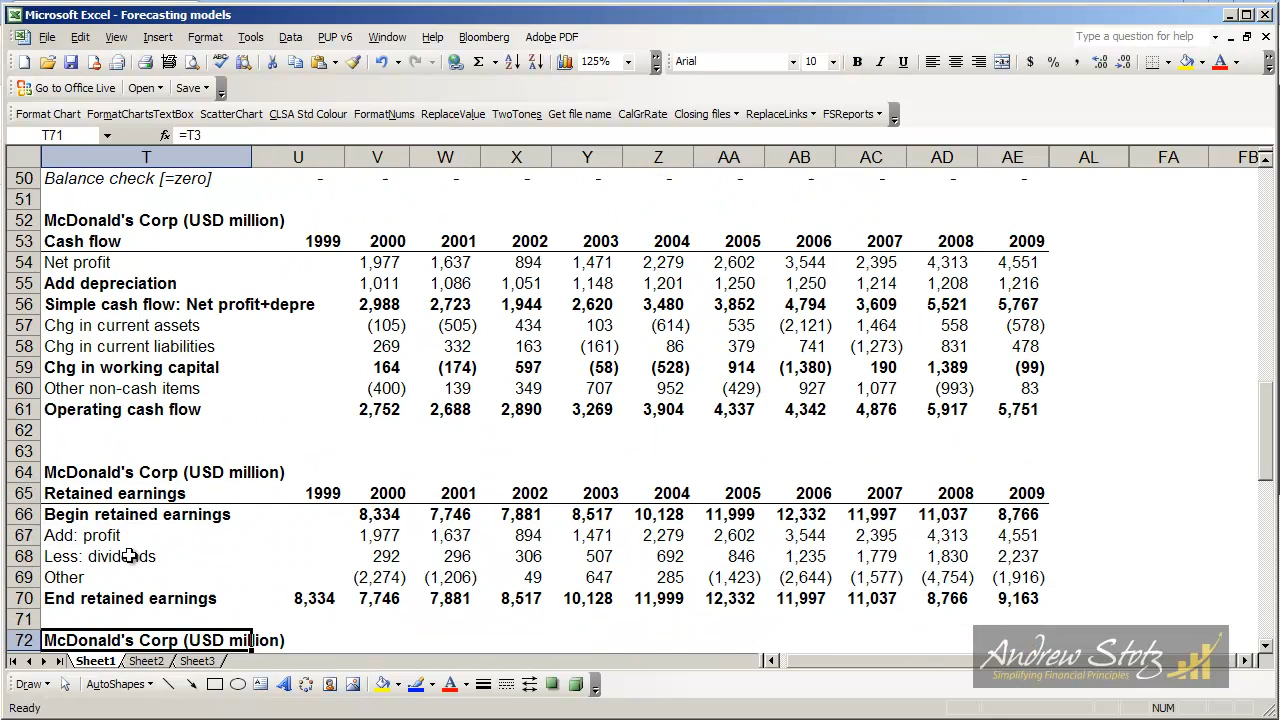 Microsoft Excel - Forecasting models
File Edit View Insert Format Tools Data PUP v6 Window Help Bloomberg Adobe PDF Type a question for help
Σ 125% Arial 10 B I U $ % , A
Go to Office Live Open Save
Format Chart FormatChartsTextBox ScatterChart CLSA Std Colour FormatNums ReplaceValue TwoTones Get file name CalGrRate Closing files ReplaceLinks FSReports
T71 fx =T3
T U V W X Y Z AA AB AC AD AE AL FA FB
50 Balance check [=zero] - - - - - - - - - - -
51
52 McDonald's Corp (USD million)
53 Cash flow 1999 2000 2001 2002 2003 2004 2005 2006 2007 2008 2009
54 Net profit 1,977 1,637 894 1,471 2,279 2,602 3,544 2,395 4,313 4,551
55 Add depreciation 1,011 1,086 1,051 1,148 1,201 1,250 1,250 1,214 1,208 1,216
56 Simple cash flow: Net profit+depre 2,988 2,723 1,944 2,620 3,480 3,852 4,794 3,609 5,521 5,767
57 Chg in current assets (105) (505) 434 103 (614) 535 (2,121) 1,464 558 (578)
58 Chg in current liabilities 269 332 163 (161) 86 379 741 (1,273) 831 478
59 Chg in working capital 164 (174) 597 (58) (528) 914 (1,380) 190 1,389 (99)
60 Other non-cash items (400) 139 349 707 952 (429) 927 1,077 (993) 83
61 Operating cash flow 2,752 2,688 2,890 3,269 3,904 4,337 4,342 4,876 5,917 5,751
62
63
64 McDonald's Corp (USD million)
65 Retained earnings 1999 2000 2001 2002 2003 2004 2005 2006 2007 2008 2009
66 Begin retained earnings 8,334 7,746 7,881 8,517 10,128 11,999 12,332 11,997 11,037 8,766
67 Add: profit 1,977 1,637 894 1,471 2,279 2,602 3,544 2,395 4,313 4,551
68 Less: dividends 292 296 306 507 692 846 1,235 1,779 1,830 2,237
69 Other (2,274) (1,206) 49 647 285 (1,423) (2,644) (1,577) (4,754) (1,916)
70 End retained earnings 8,334 7,746 7,881 8,517 10,128 11,999 12,332 11,997 11,037 8,766 9,163
71
72 McDonald's Corp (USD million)
Andrew Stotz
Simplifying Financial Principles
Sheet1 Sheet2 Sheet3
Draw AutoShapes A A
Ready NUM